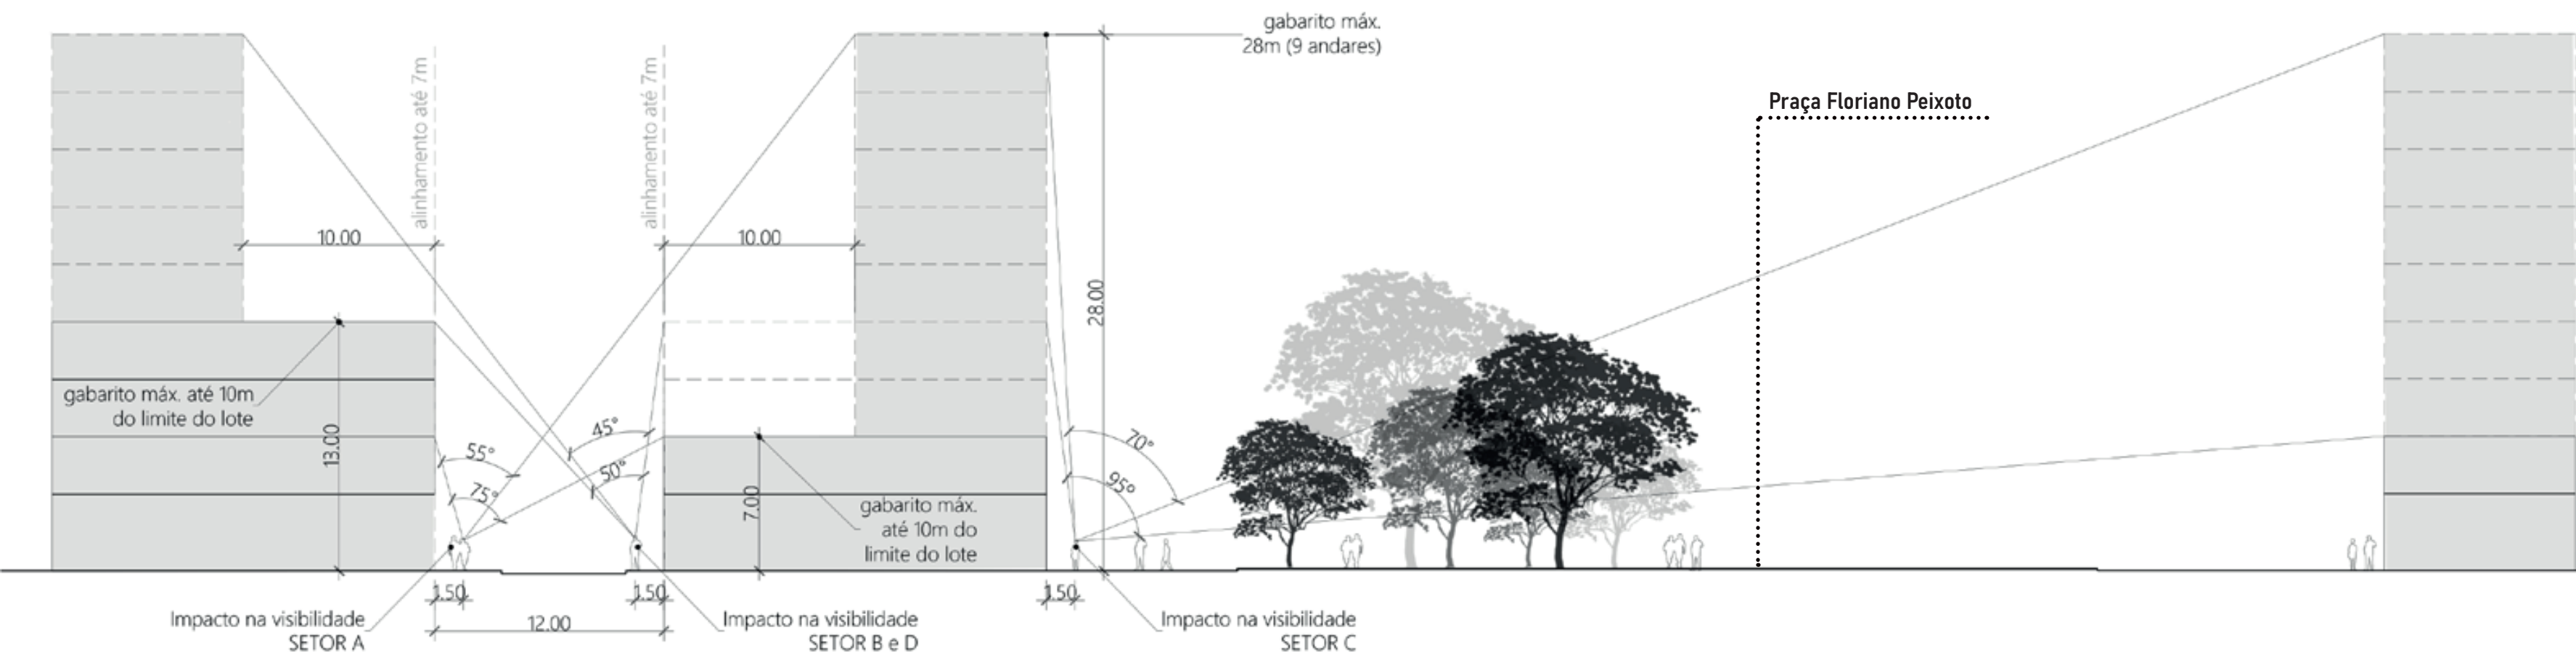 gabarito máx.
28m (9 andares)
Praça Floriano Peixoto
alinhamento até 7m
alinhamento até 7m
10.00
10.00
28.00
gabarito máx. até 10m
do limite do lote
13.00
55°
75°
45°
50°
7.00
gabarito máx.
até 10m do
limite do lote
70°
95°
1.50
1.50
1.50
12.00
Impacto na visibilidade
SETOR A
Impacto na visibilidade
SETOR B e D
Impacto na visibilidade
SETOR C